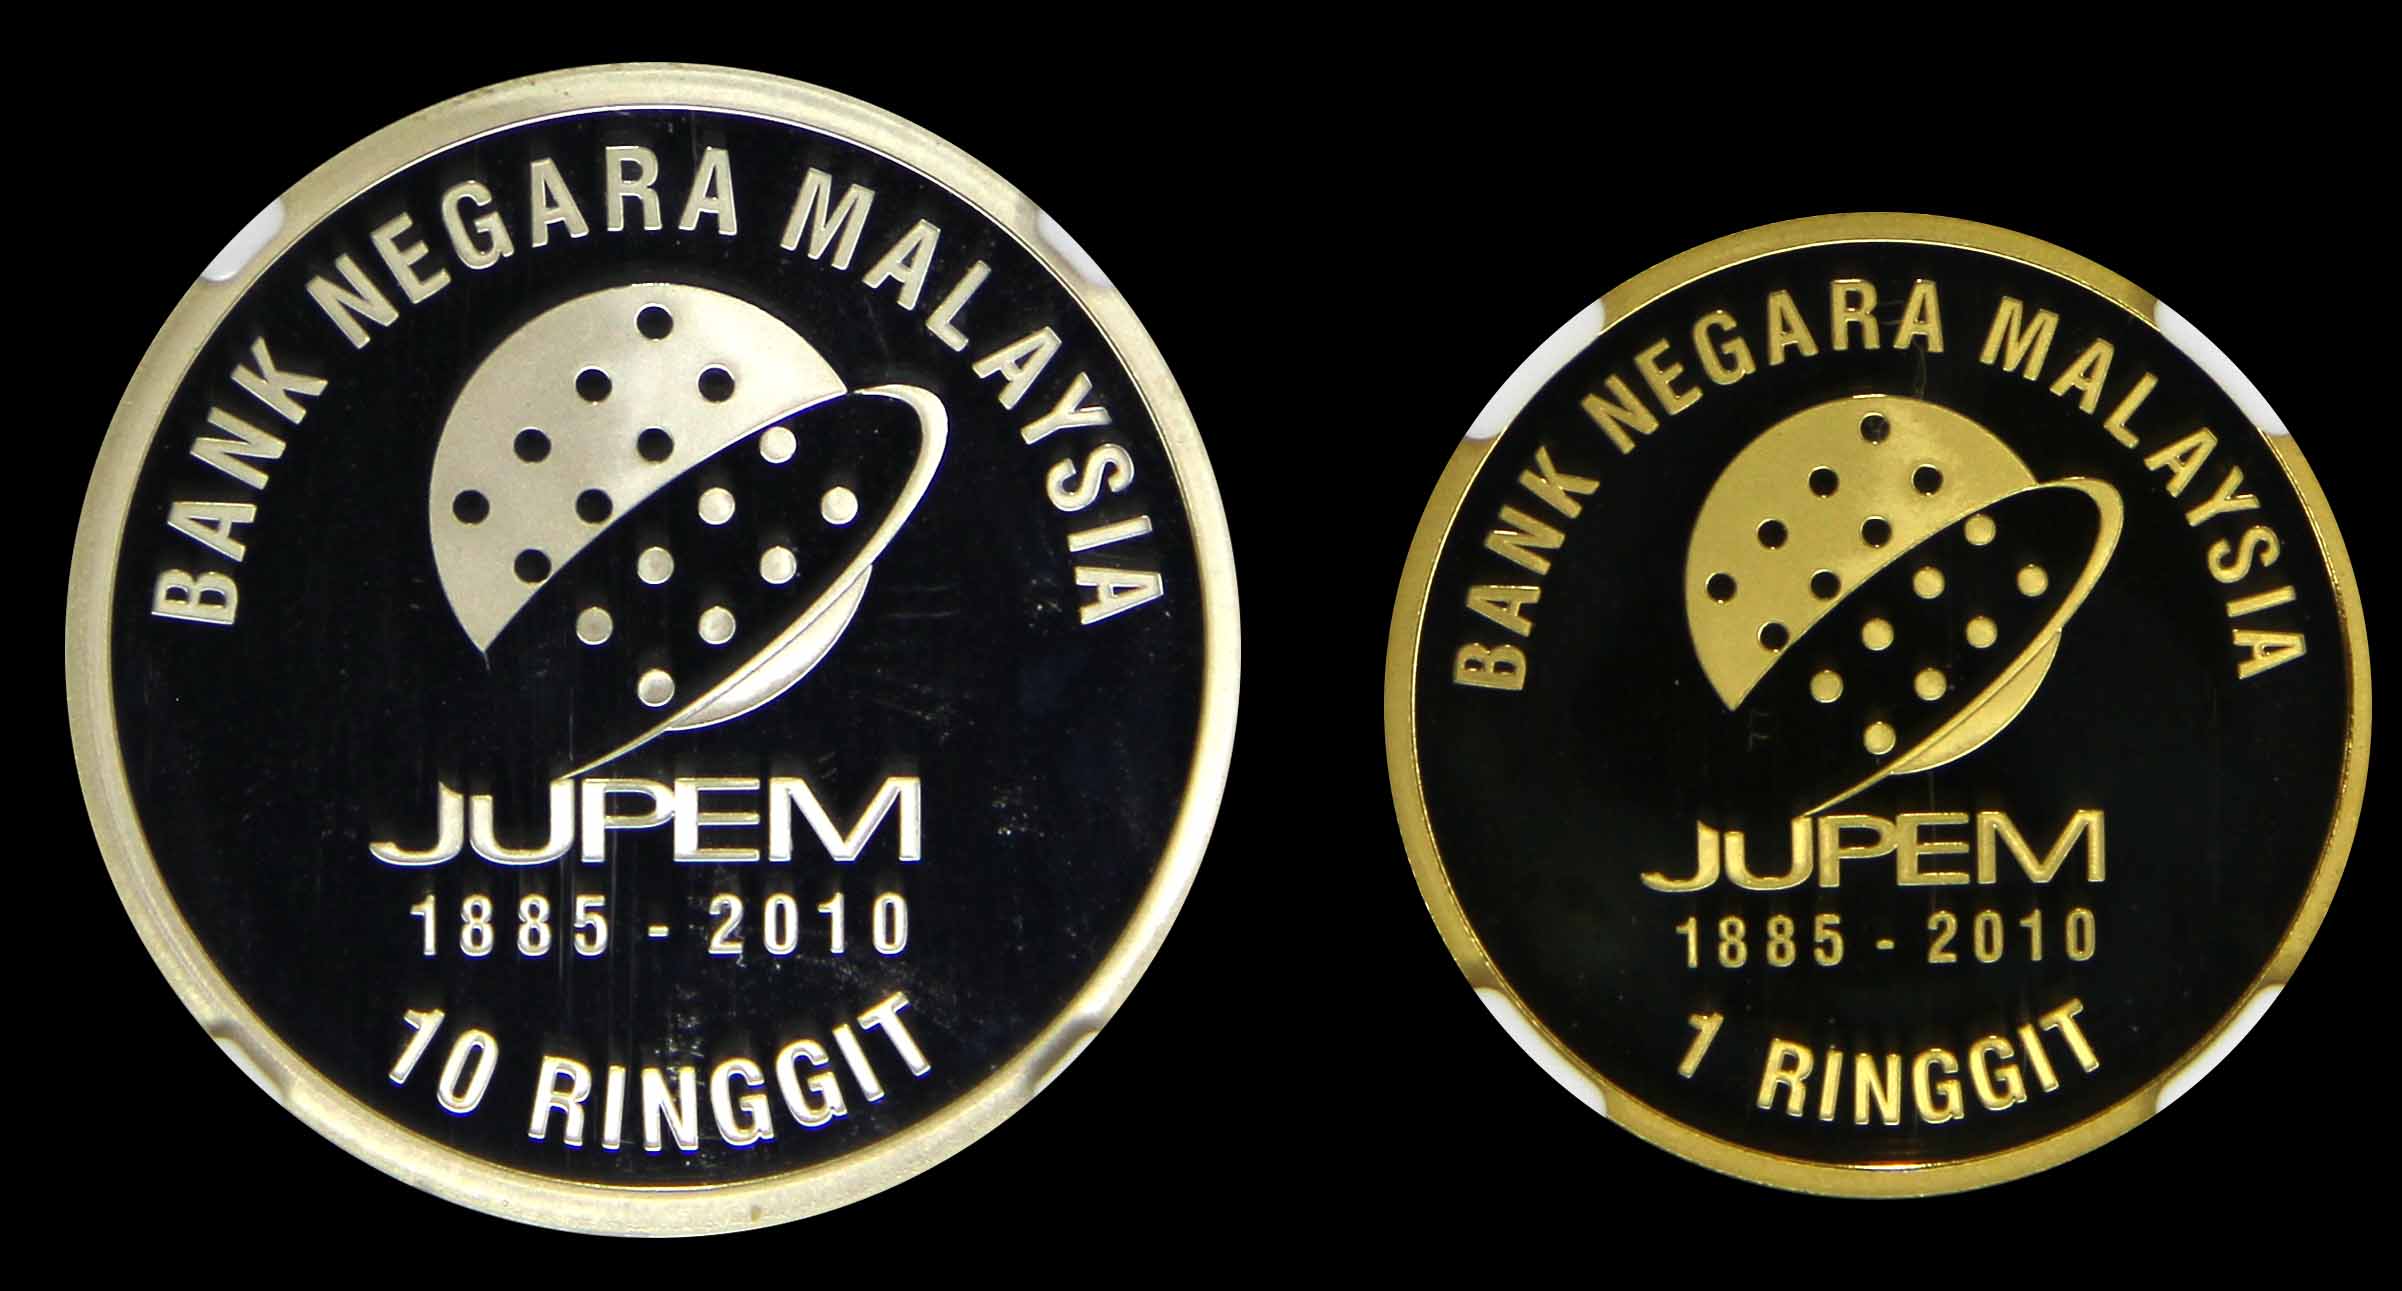 BANK NEGARA MALAYSIA
JUPEM
1885 - 2010
10 RINGGIT
BANK NEGARA MALAYSIA
JUPEM
1885 - 2010
1 RINGGIT